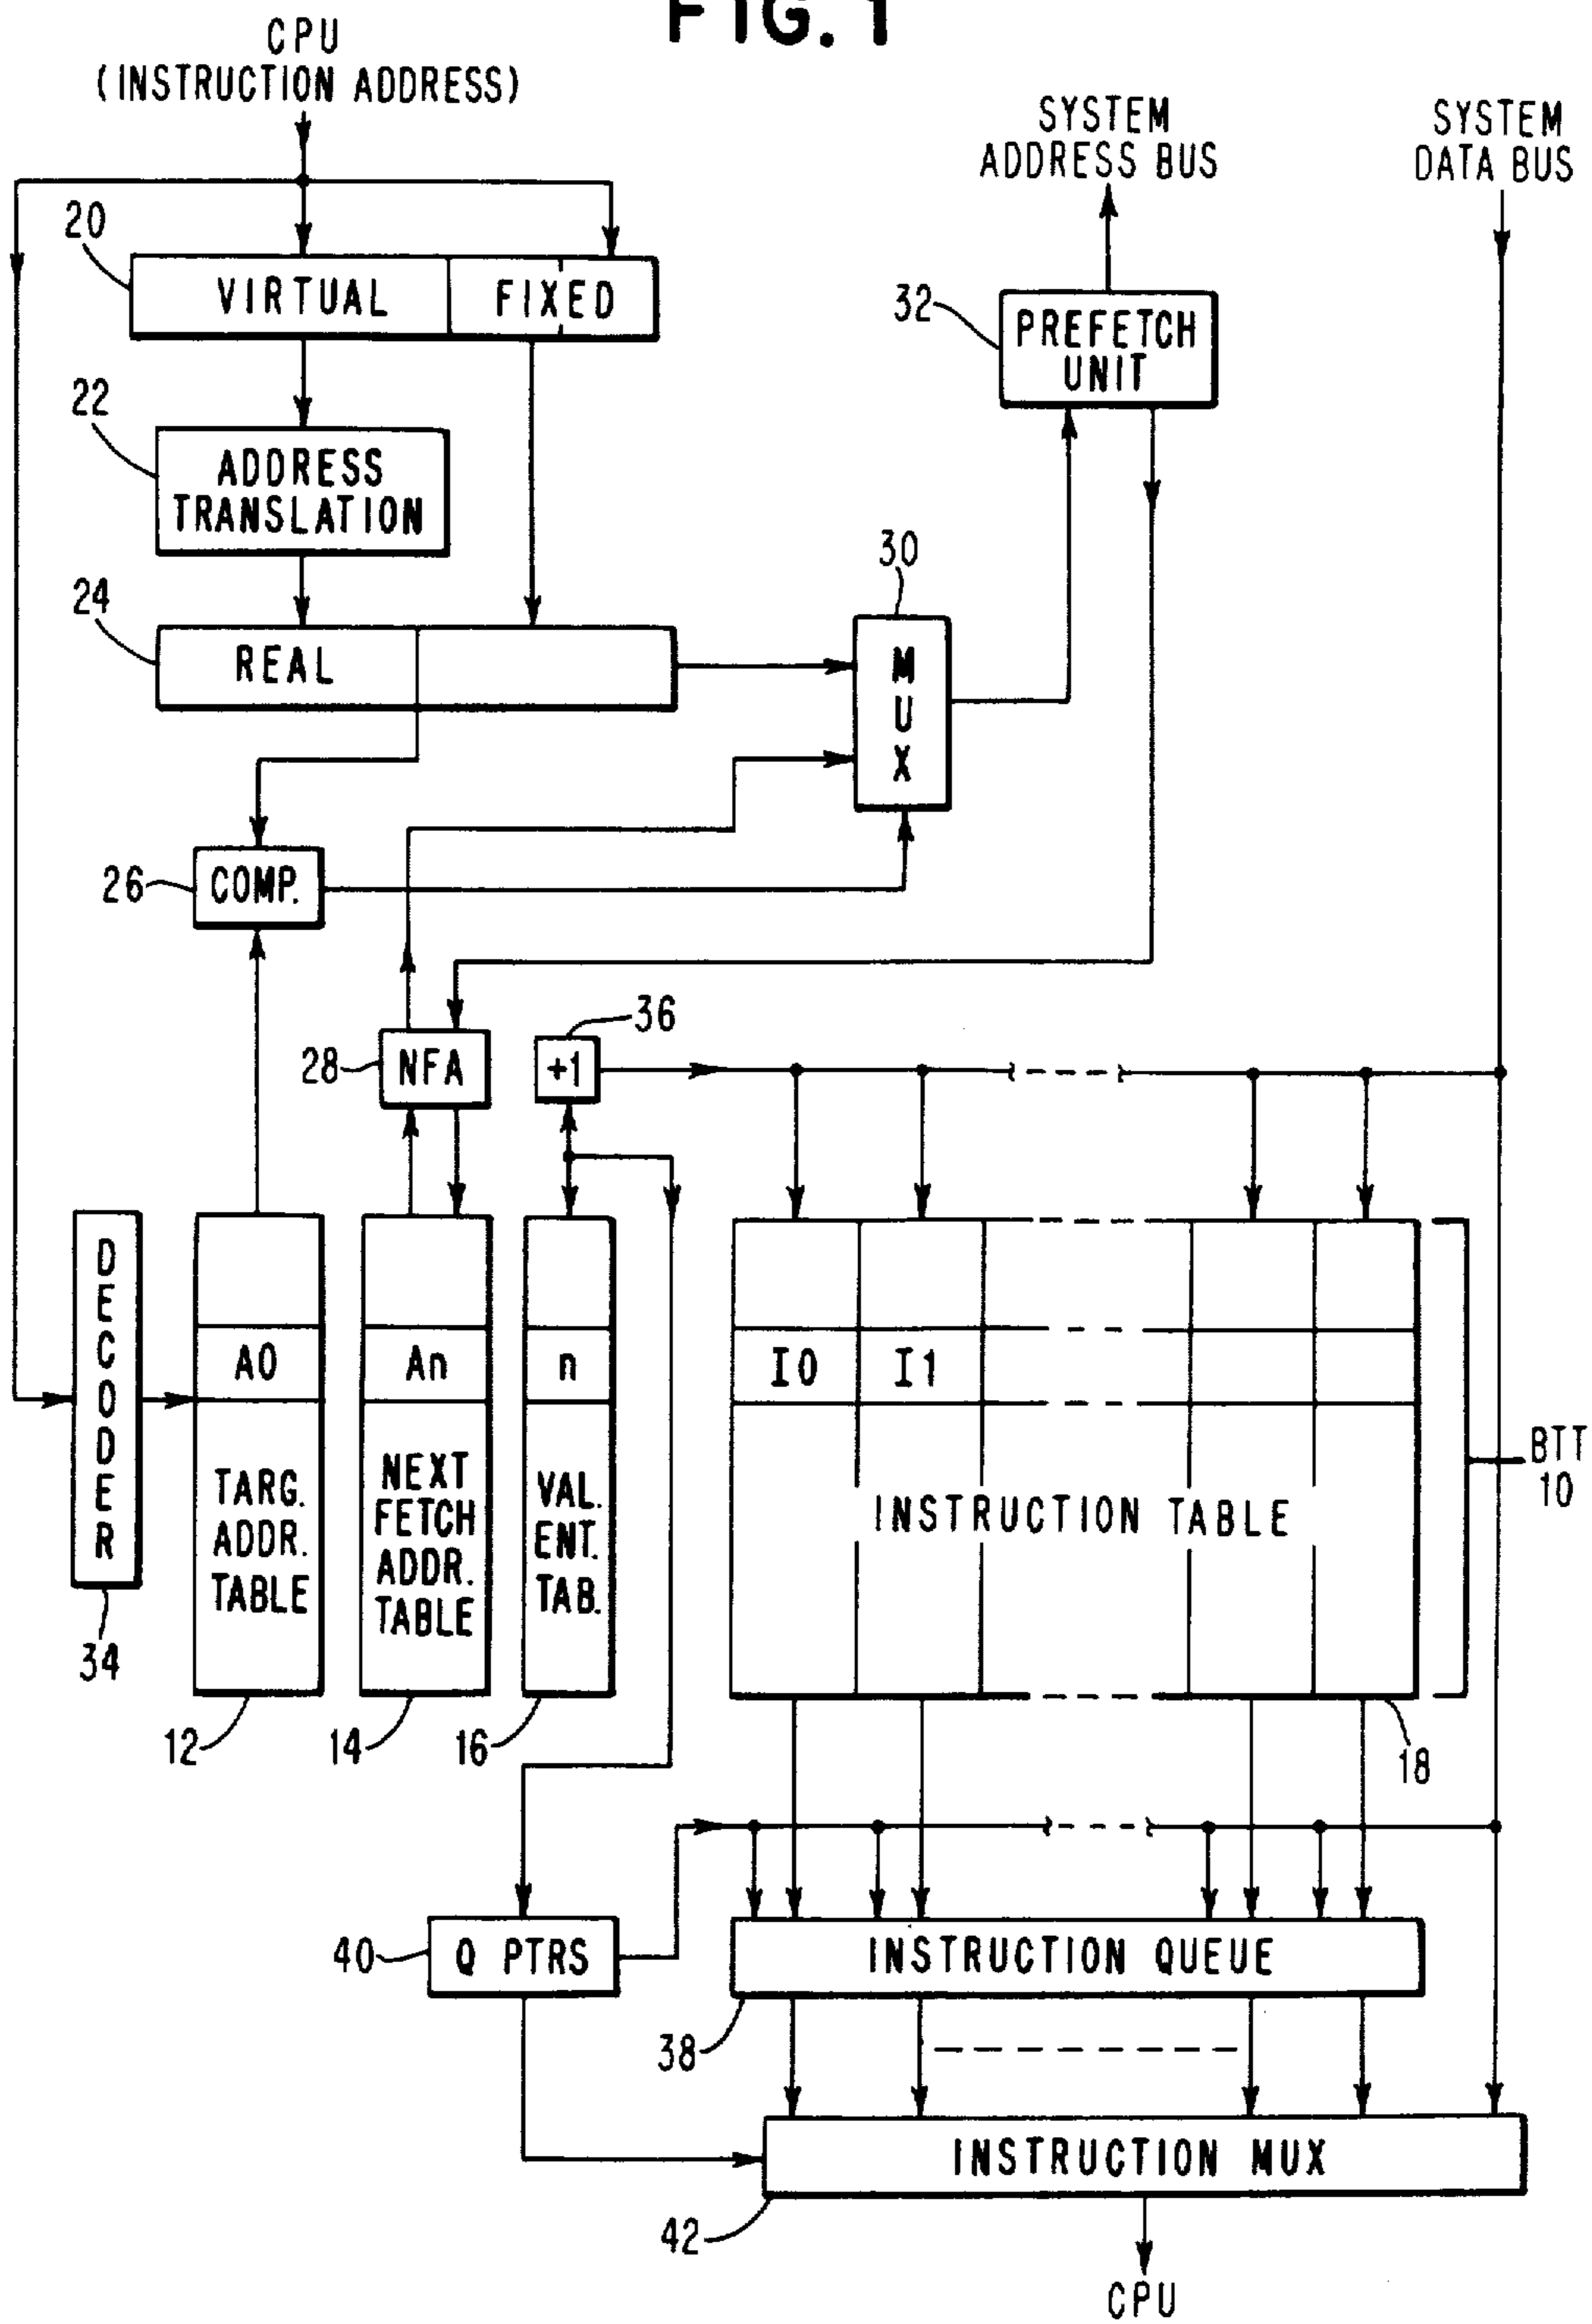 FIG. 1
CPU
(INSTRUCTION ADDRESS)
SYSTEM
ADDRESS BUS
SYSTEM
DATA BUS
20
VIRTUAL
FIXED
32
PREFETCH
UNIT
22
ADDRESS
TRANSLATION
30
24
REAL
MUX
26
COMP.
36
28
NFA
+1
DECODER
A0
An
n
I0
I1
TARG.
ADDR.
TABLE
NEXT
FETCH
ADDR.
TABLE
VAL.
ENT.
TAB.
INSTRUCTION TABLE
BTT
10
34
12
14
16
18
40
Q PTRS
INSTRUCTION QUEUE
38
INSTRUCTION MUX
42
CPU